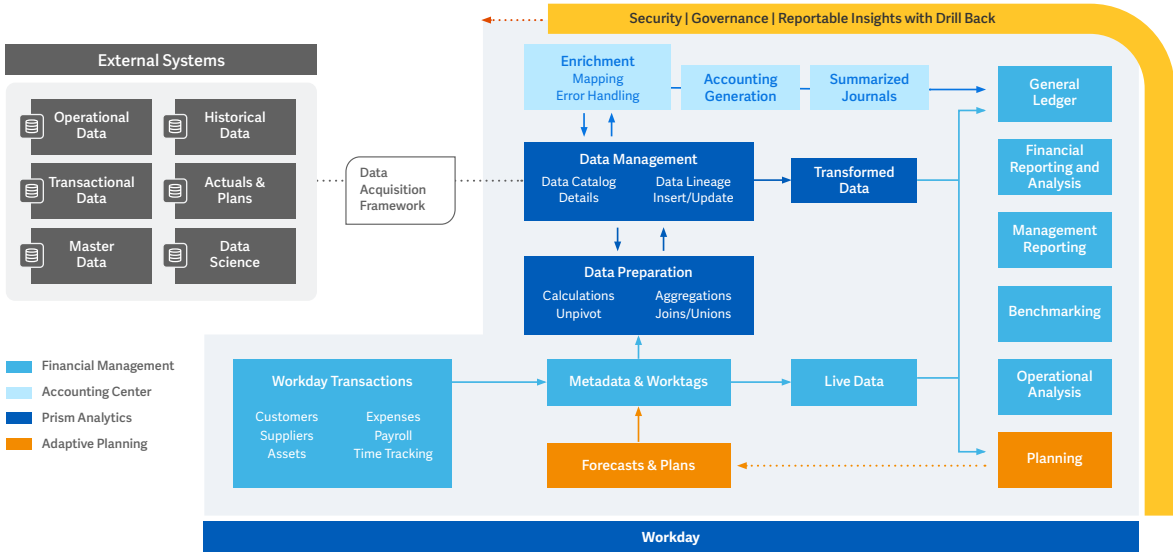 Security | Governance | Reportable Insights with Drill Back
External Systems
Operational
Data
Historical
Data
Transactional
Data
Actuals &
Plans
Master
Data
Data
Science
Data
Acquisition
Framework
Enrichment
Mapping
Error Handling
Accounting
Generation
Summarized
Journals
General
Ledger
Data Management
Data Catalog
Details
Data Lineage
Insert/Update
Transformed
Data
Financial
Reporting and
Analysis
Management
Reporting
Data Preparation
Calculations
Unpivot
Aggregations
Joins/Unions
Benchmarking
Financial Management
Accounting Center
Prism Analytics
Adaptive Planning
Workday Transactions
Customers
Suppliers
Assets
Expenses
Payroll
Time Tracking
Metadata & Worktags
Live Data
Operational
Analysis
Forecasts & Plans
Planning
Workday